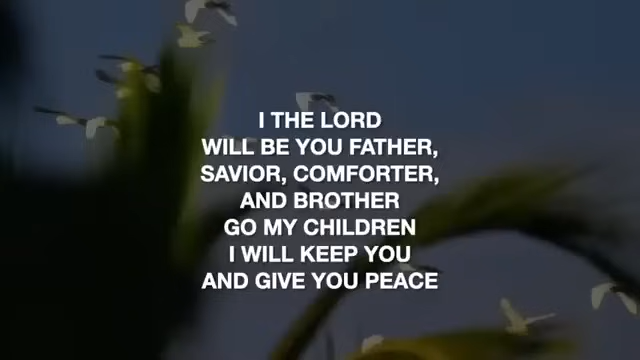 I THE LORD
WILL BE YOU FATHER,
SAVIOR, COMFORTER,
AND BROTHER
GO MY CHILDREN
I WILL KEEP YOU
AND GIVE YOU PEACE